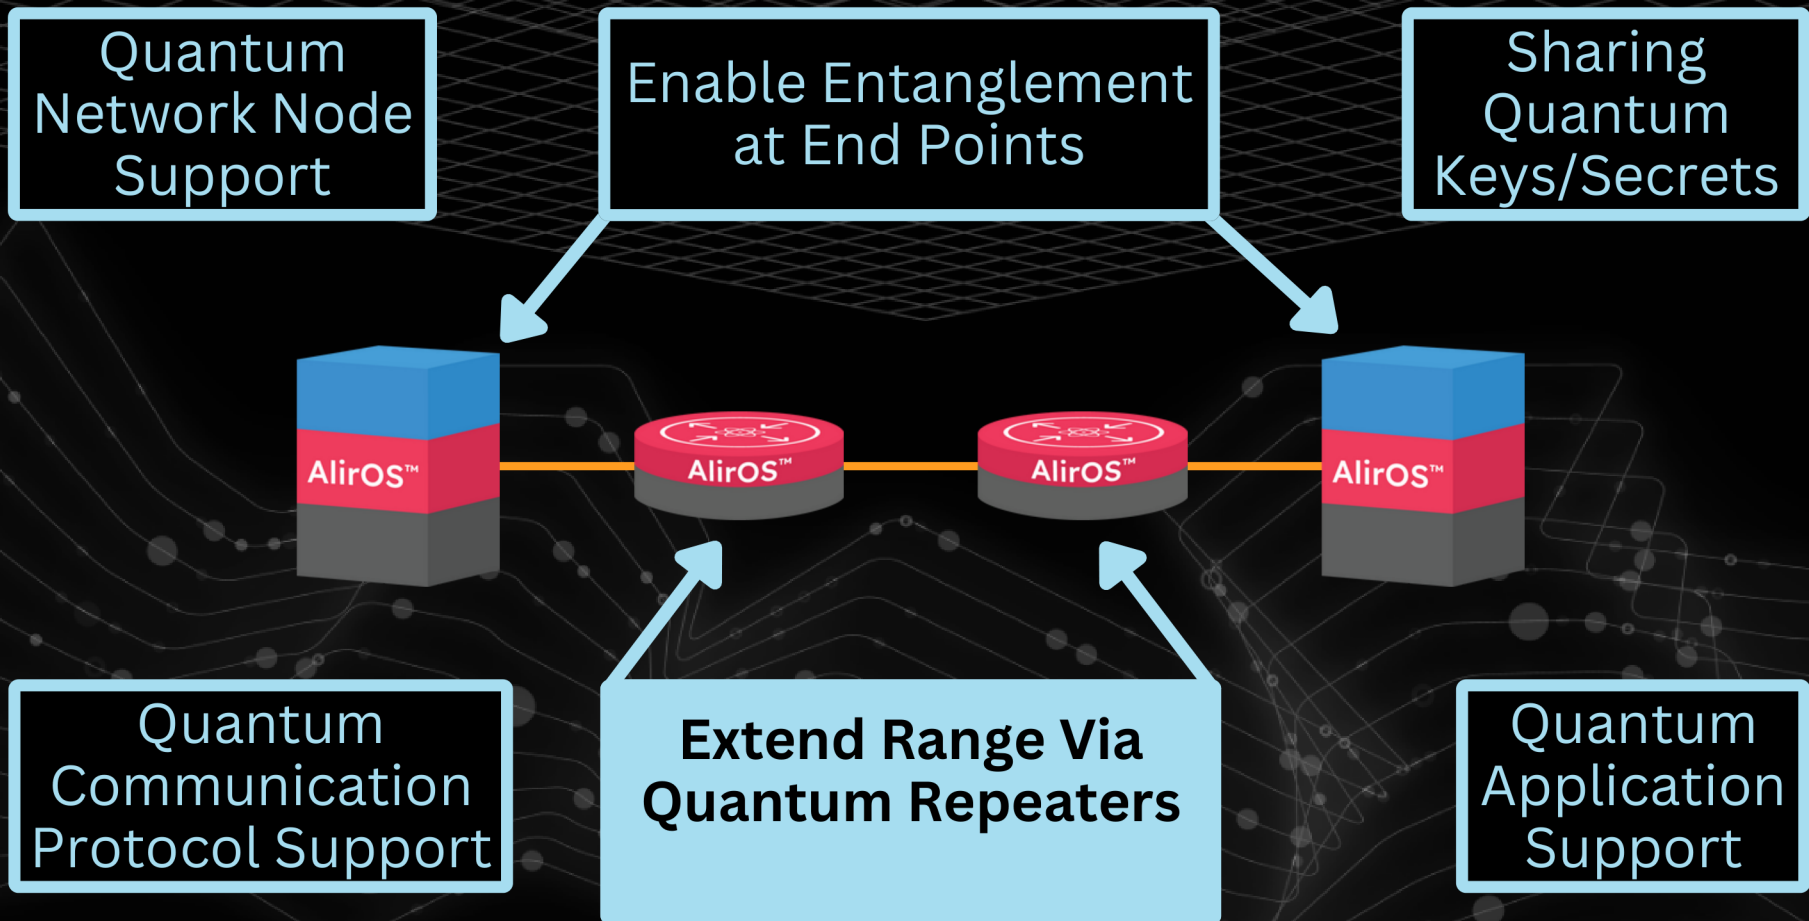 Quantum
Network Node
Support
Enable Entanglement
at End Points
Sharing
Quantum
Keys/Secrets
AlirOS™
AlirOS™
AlirOS™
AlirOS™
Quantum
Communication
Protocol Support
Extend Range Via
Quantum Repeaters
Quantum
Application
Support